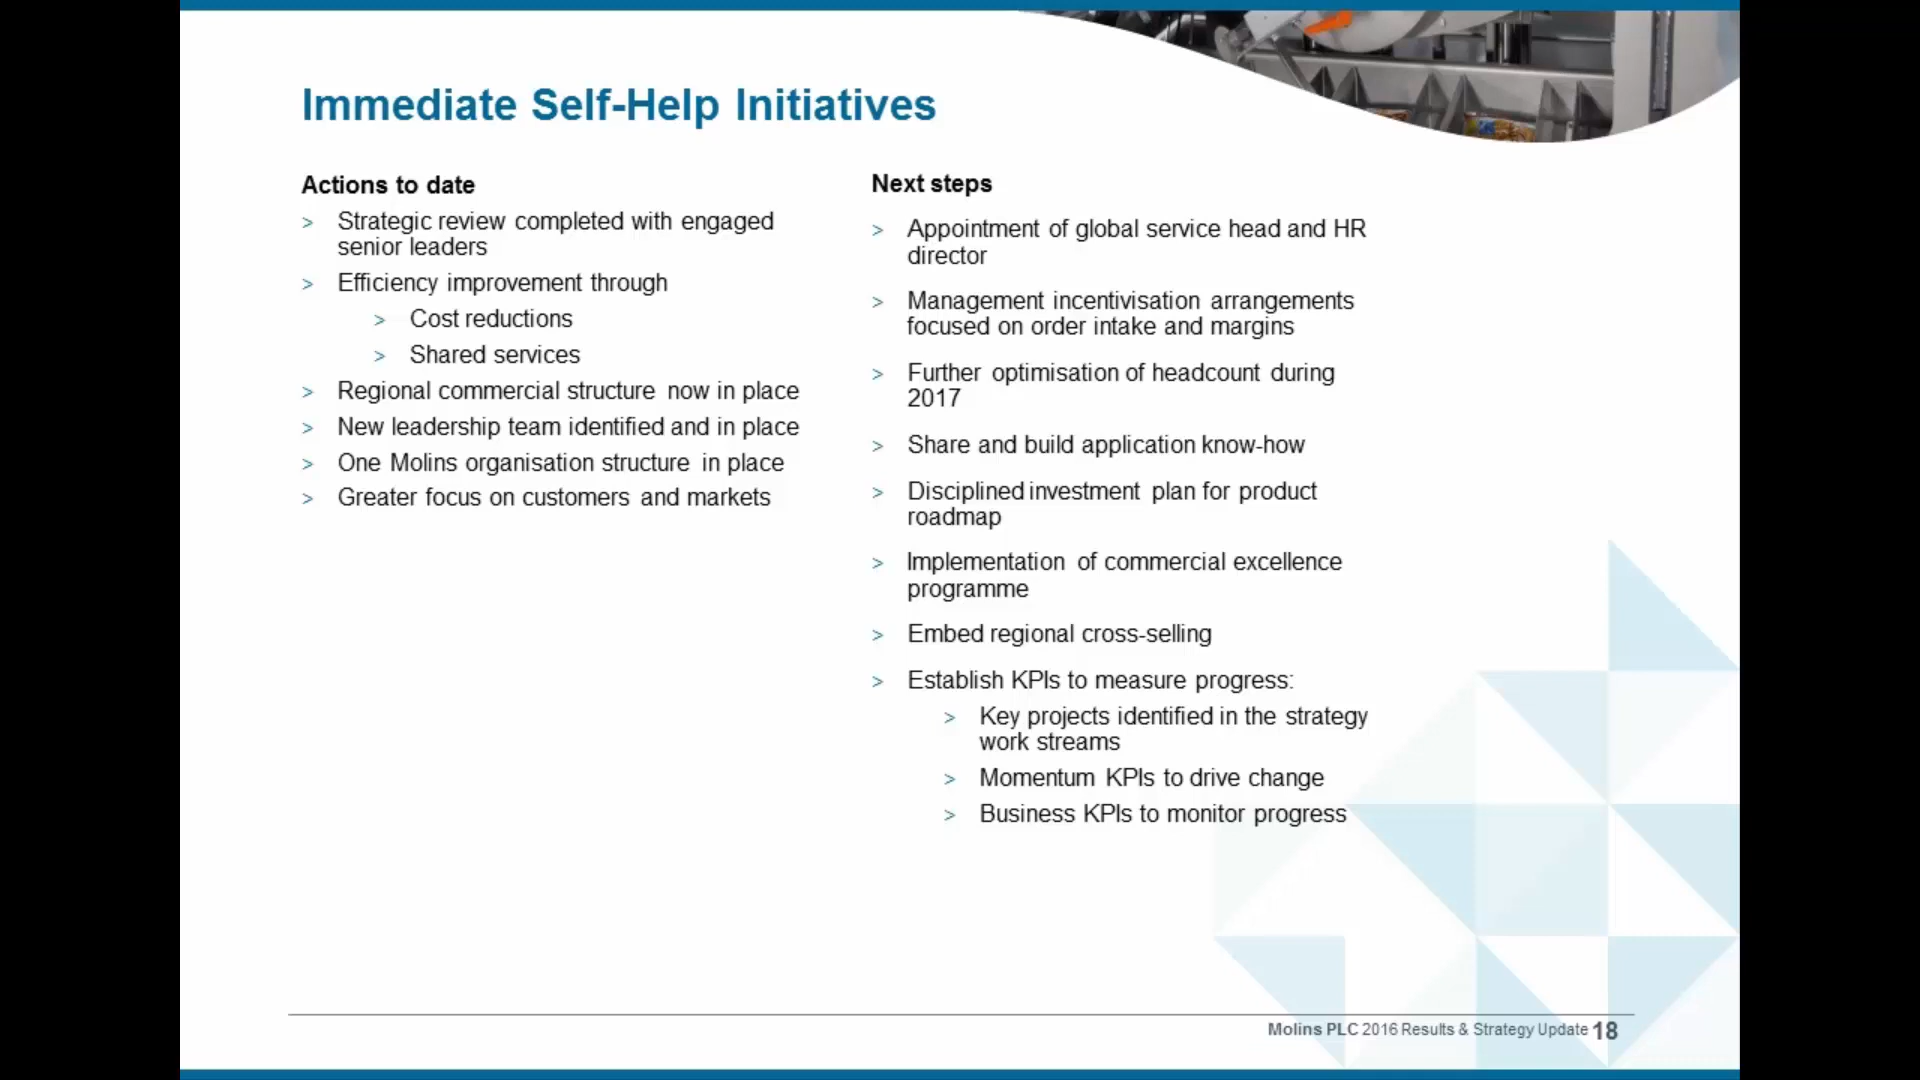 Immediate Self-Help Initiatives
Actions to date
> Strategic review completed with engaged
senior leaders
> Efficiency improvement through
> Cost reductions
> Shared services
> Regional commercial structure now in place
> New leadership team identified and in place
> One Molins organisation structure in place
> Greater focus on customers and markets
Next steps
> Appointment of global service head and HR
director
> Management incentivisation arrangements
focused on order intake and margins
> Further optimisation of headcount during
2017
> Share and build application know-how
> Disciplined investment plan for product
roadmap
> Implementation of commercial excellence
programme
> Embed regional cross-selling
> Establish KPIs to measure progress:
> Key projects identified in the strategy
work streams
> Momentum KPIs to drive change
> Business KPIs to monitor progress
Molins PLC 2016 Results & Strategy Update 18